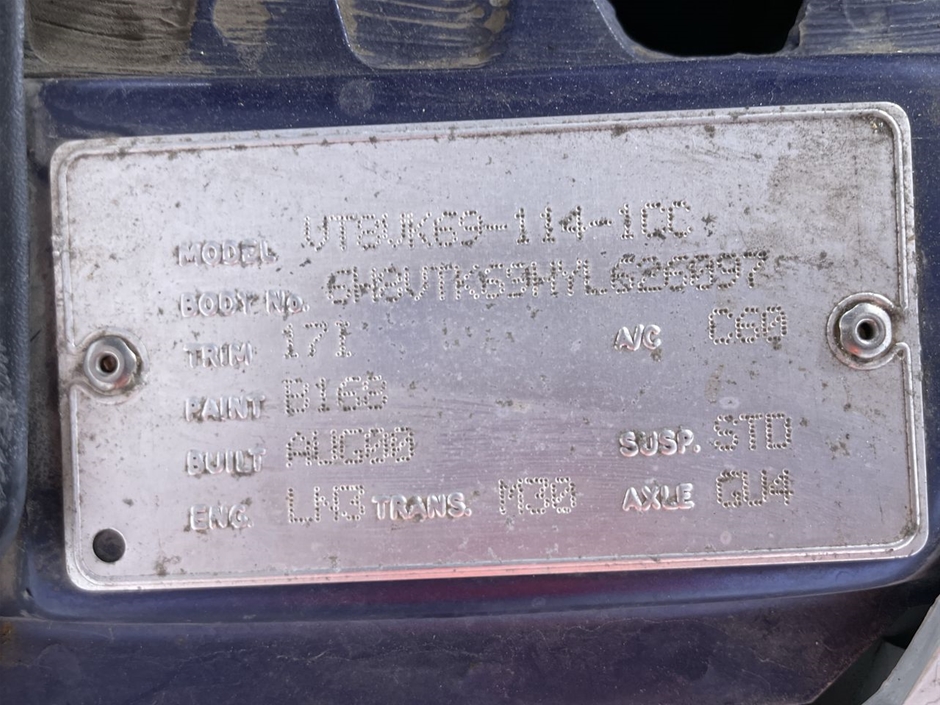 MODEL VT8VK69-114-1QC
BODY No. 6H8VTK69HYL626897
TRIM 17I A/C C60
PAINT B168
BUILT AUG00 SUSP. STD
ENG. LN3 TRANS. M30 AXLE GU4